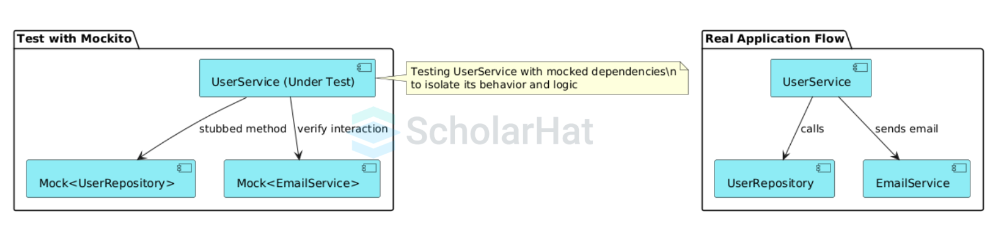 Test with Mockito
UserService (Under Test)
Testing UserService with mocked dependencies\n
to isolate its behavior and logic
stubbed method
verify interaction
Mock<UserRepository>
Mock<EmailService>
ScholarHat
Real Application Flow
UserService
calls
sends email
UserRepository
EmailService